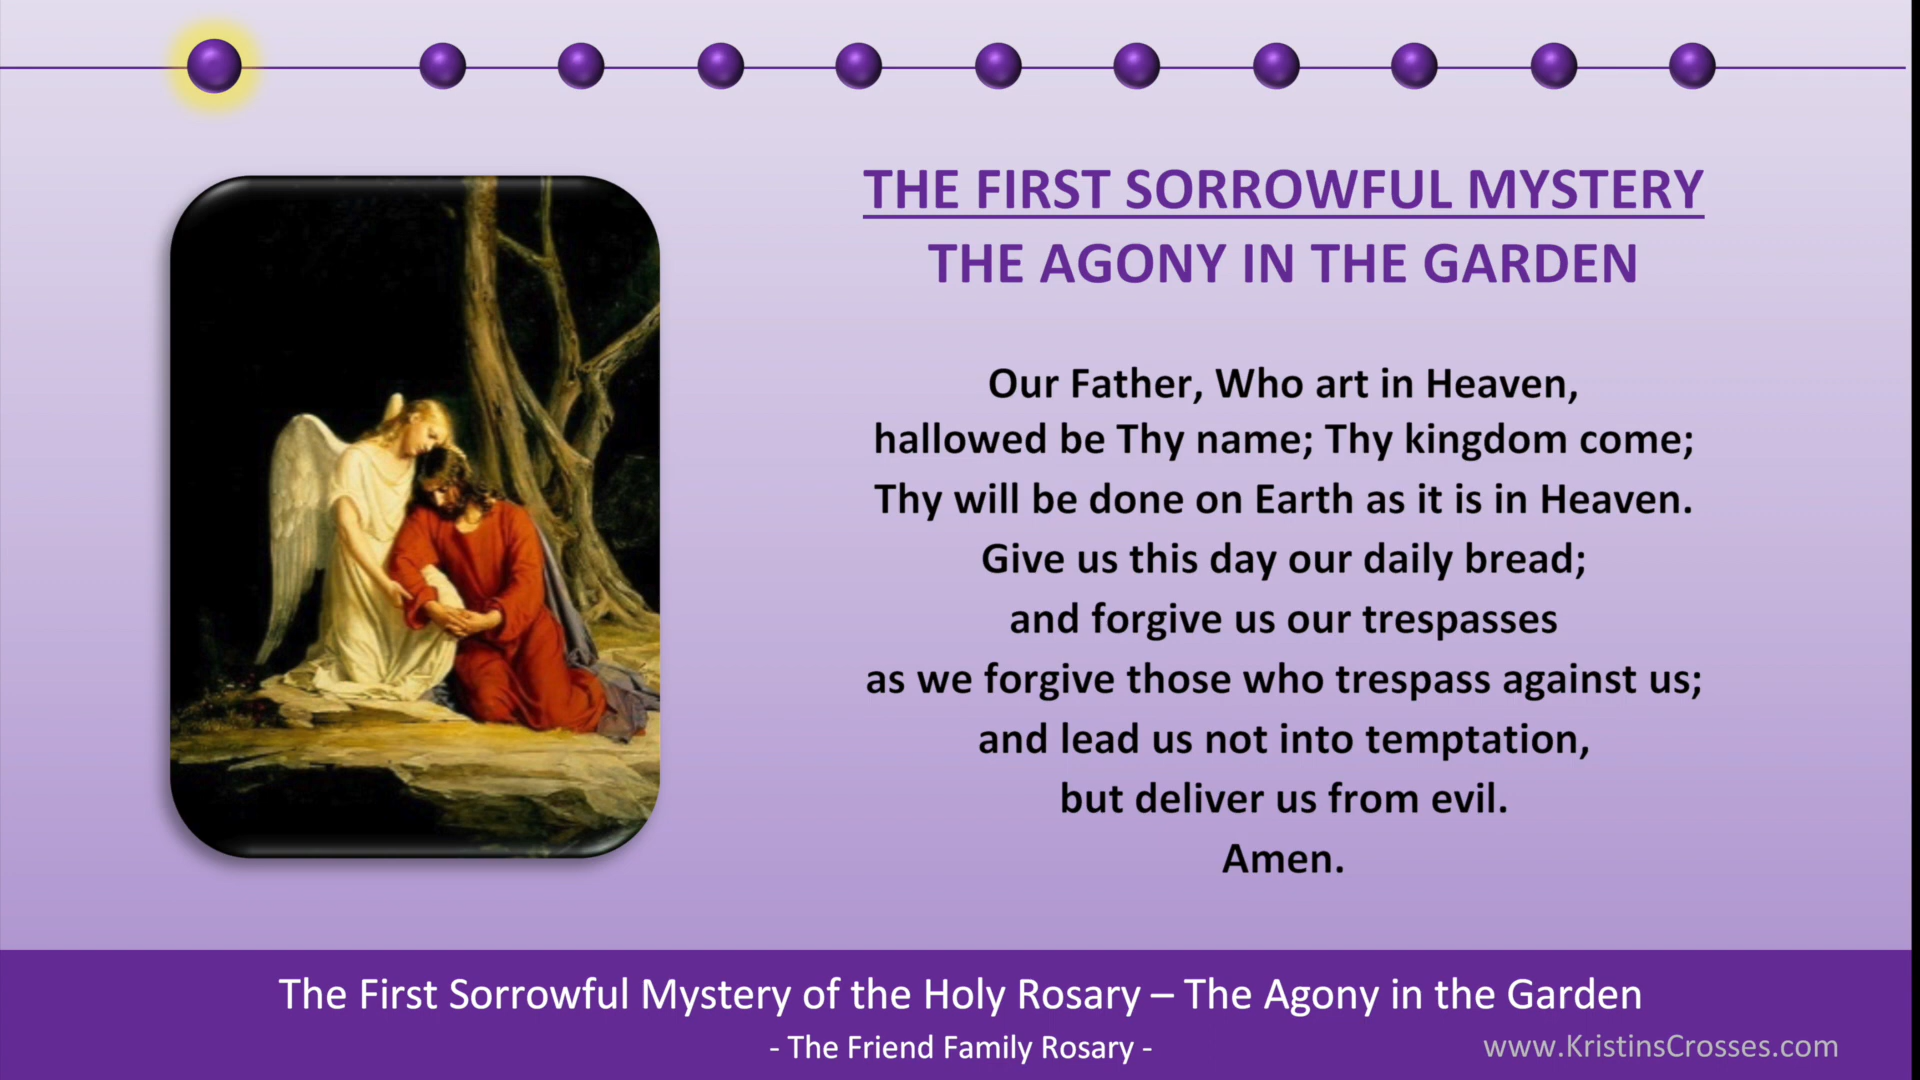 THE FIRST SORROWFUL MYSTERY
THE AGONY IN THE GARDEN
Our Father, Who art in Heaven,
hallowed be Thy name; Thy kingdom come;
Thy will be done on Earth as it is in Heaven.
Give us this day our daily bread;
and forgive us our trespasses
as we forgive those who trespass against us;
and lead us not into temptation,
but deliver us from evil.
Amen.
The First Sorrowful Mystery of the Holy Rosary – The Agony in the Garden
- The Friend Family Rosary -
www.KristinsCrosses.com